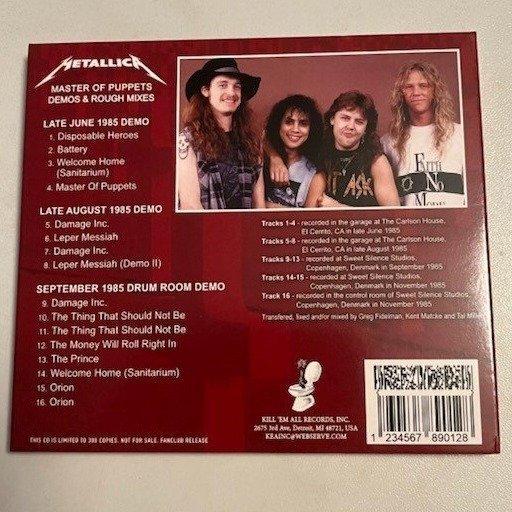 METALLICA
MASTER OF PUPPETS
DEMOS & ROUGH MIXES
LATE JUNE 1985 DEMO
1. Disposable Heroes
2. Battery
3. Welcome Home
(Sanitarium)
4. Master Of Puppets
LATE AUGUST 1985 DEMO
5. Damage Inc.
6. Leper Messiah
7. Damage Inc.
8. Leper Messiah (Demo II)
SEPTEMBER 1985 DRUM ROOM DEMO
9. Damage Inc.
10. The Thing That Should Not Be
11. The Thing That Should Not Be
12. The Money Will Roll Right In
13. The Prince
14. Welcome Home (Sanitarium)
15. Orion
16. Orion
THIS CD IS LIMITED TO 300 COPIES. NOT FOR SALE. FANCLUB RELEASE
FAITH
NO
Tracks 1-4 - recorded in the garage at The Carlson House,
El Cerrito, CA in late June 1985
Tracks 5-8 - recorded in the garage at The Carlson House,
El Cerrito, CA in late August 1985
Tracks 9-13 - recorded at Sweet Silence Studios,
Copenhagen, Denmark in September 1985
Tracks 14-15 - recorded at Sweet Silence Studios,
Copenhagen, Denmark in November 1985
Track 16 - recorded in the control room of Sweet Silence Studios,
Copenhagen, Denmark in November 1985
Transfered, fixed and/or mixed by Greg Fidelman, Kent Matcke and Tal Miller
KILL 'EM ALL RECORDS, INC.
2675 3rd Ave, Detroit, MI 48721, USA
KEAINC@WEBSERVE.COM
1 234567 890128